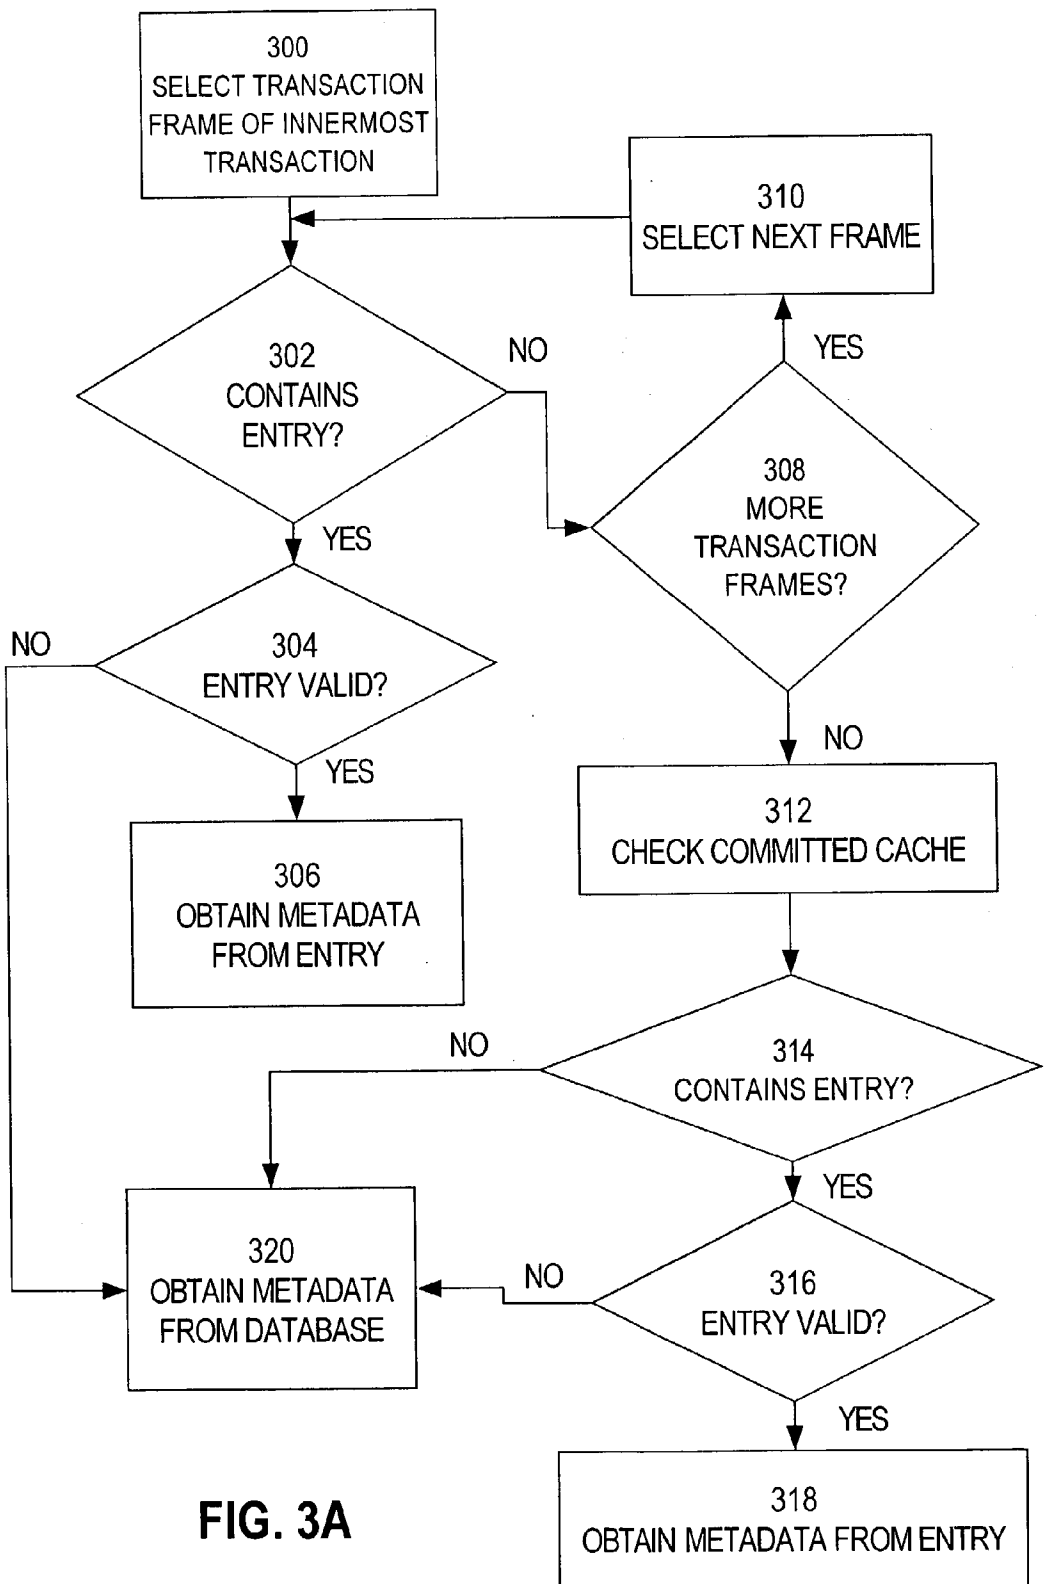 300
SELECT TRANSACTION
FRAME OF INNERMOST
TRANSACTION
310
SELECT NEXT FRAME
302
CONTAINS
ENTRY?
NO
YES
308
MORE
TRANSACTION
FRAMES?
YES
NO
304
ENTRY VALID?
NO
YES
306
OBTAIN METADATA
FROM ENTRY
312
CHECK COMMITTED CACHE
314
CONTAINS ENTRY?
NO
YES
320
OBTAIN METADATA
FROM DATABASE
NO
316
ENTRY VALID?
YES
318
OBTAIN METADATA FROM ENTRY
FIG. 3A